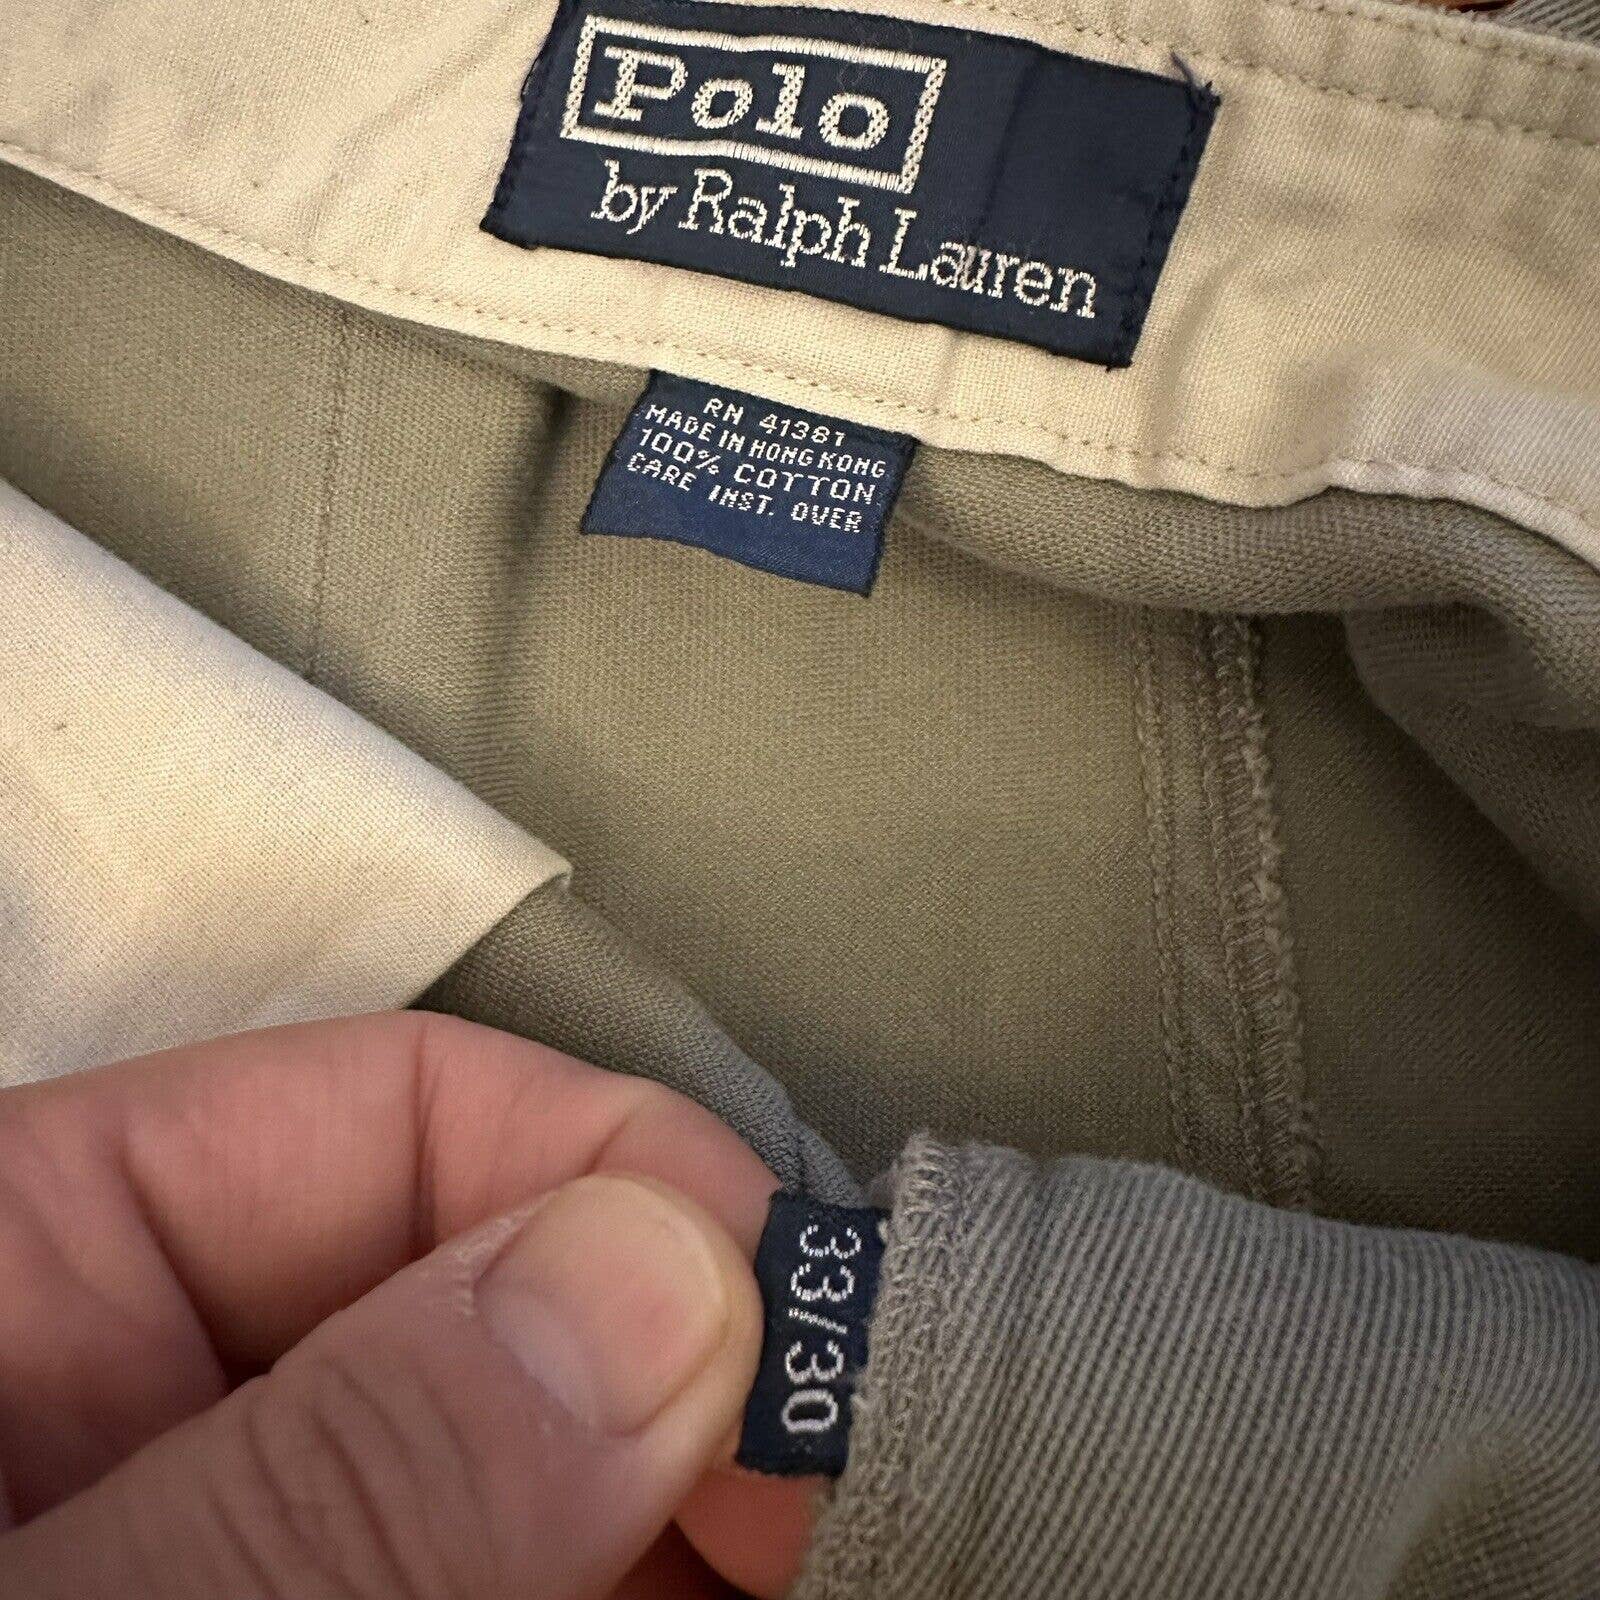 Polo
by Ralph Lauren
RN 41381
MADE IN HONG KONG
100% COTTON
CARE INST. OVER
33/30